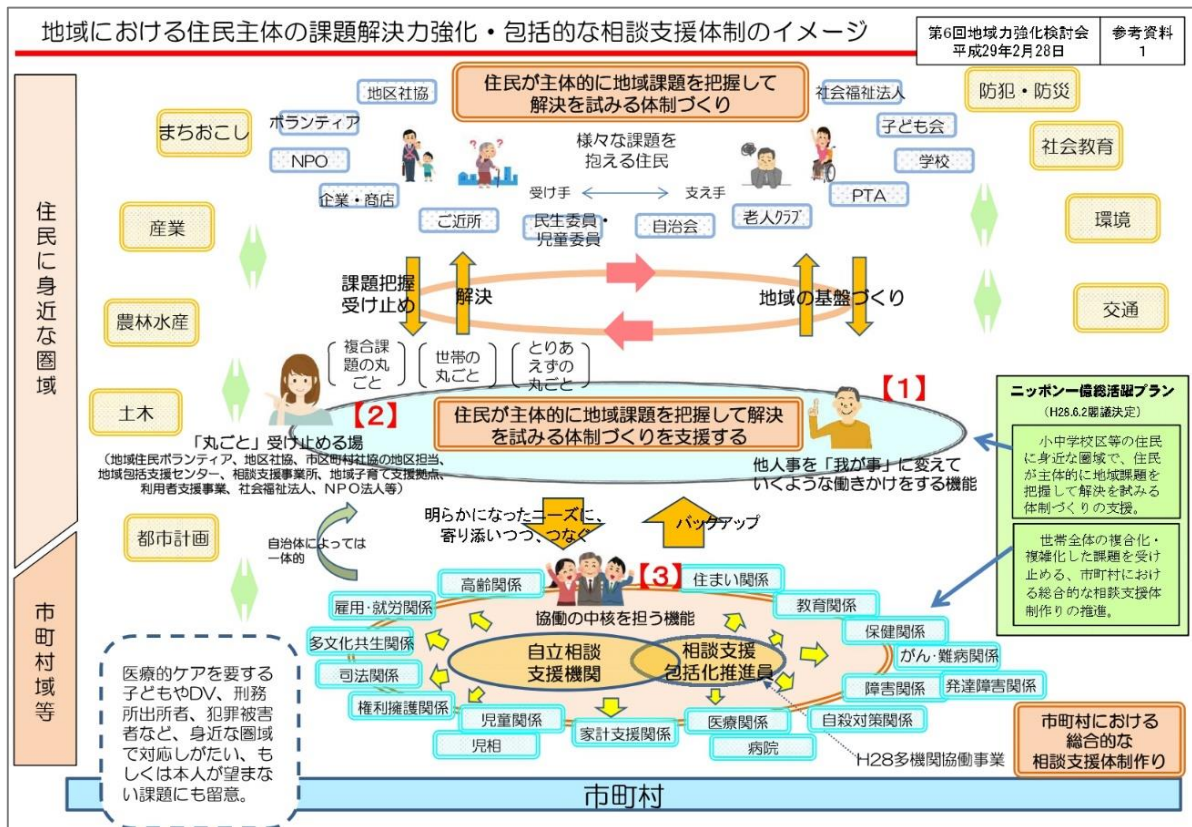 地域における住民主体の課題解決力強化・包括的な相談支援体制のイメージ
第6回地域力強化検討会
平成29年2月28日
参考資料
1
住民に身近な圏域
市町村域等
住民が主体的に地域課題を把握して
解決を試みる体制づくり
地区社協
ボランティア
NPO
企業・商店
ご近所
民生委員・
児童委員
自治会
老人クラブ
PTA
学校
子ども会
社会福祉法人
様々な課題を
抱える住民
受け手
支え手
まちおこし
産業
農林水産
土木
都市計画
防犯・防災
社会教育
環境
交通
課題把握
受け止め
解決
地域の基盤づくり
複合課
題の丸
ごと
世帯の
丸ごと
とりあ
えずの
丸ごと
【2】
【1】
住民が主体的に地域課題を把握して解決
を試みる体制づくりを支援する
「丸ごと」受け止める場
(地域住民ボランティア、地区社協、市区町村社協の地区担当、
地域包括支援センター、相談支援事業所、地域子育て支援拠点、
利用者支援事業、社会福祉法人、NPO法人等)
他人事を「我が事」に変えて
いくような働きかけをする機能
ニッポン一億総活躍プラン
(H28.6.2閣議決定)
小中学校区等の住民
に身近な圏域で、住民
が主体的に地域課題を
把握して解決を試みる
体制づくりの支援。
世帯全体の複合化・
複雑化した課題を受け
止める、市町村におけ
る総合的な相談支援体
制作りの推進。
明らかになったニーズに、
寄り添いつつ、つなぐ
バックアップ
自治体によっては
一体的
【3】
協働の中核を担う機能
自立相談
支援機関
相談支援
包括化推進員
高齢関係
雇用・就労関係
多文化共生関係
司法関係
権利擁護関係
児童関係
児相
家計支援関係
医療関係
病院
住まい関係
教育関係
保健関係
がん・難病関係
障害関係
発達障害関係
自殺対策関係
H28多機関協働事業
市町村における
総合的な
相談支援体制作り
医療的ケアを要する
子どもやDV、刑務
所出所者、犯罪被害
者など、身近な圏域
で対応しがたい、も
しくは本人が望まな
い課題にも留意。
市町村